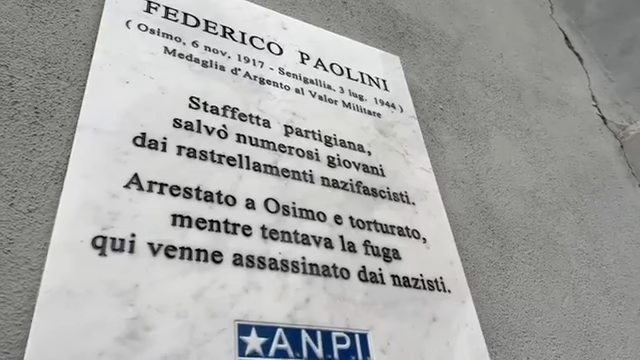 FEDERICO PAOLINI
( Osimo, 6 nov. 1917 - Senigallia, 3 lug. 1944 )
Medaglia d'Argento al Valor Militare
Staffetta partigiana,
salvò numerosi giovani
dai rastrellamenti nazifascisti.
Arrestato a Osimo e torturato,
mentre tentava la fuga
qui venne assassinato dai nazisti.
A.N.P.I.